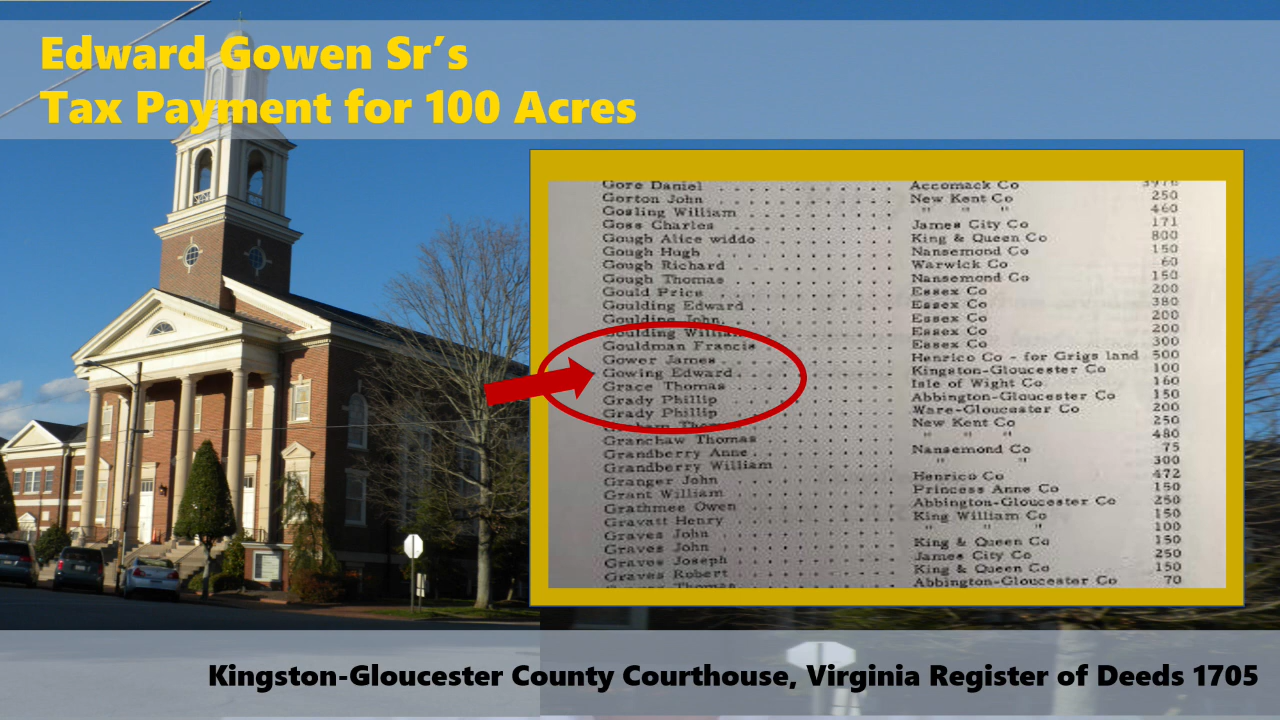 Edward Gowen Sr's
Tax Payment for 100 Acres
Gore Daniel . . . . . . . . . . Accomack Co
Gorton John . . . . . . . . . . New Kent Co 250
Gosling William . . . . . . . . . . " " " 460
Goss Charles . . . . . . . . . . James City Co 171
Gough Alice widdo . . . . . . . . . . King & Queen Co 800
Gough Hugh . . . . . . . . . . Nansemond Co 150
Gough Richard . . . . . . . . . . Warwick Co 60
Gough Thomas . . . . . . . . . . Nansemond Co 150
Gould Price . . . . . . . . . . Essex Co 200
Goulding Edward . . . . . . . . . . Essex Co 380
Goulding John . . . . . . . . . . Essex Co 200
Goulding William . . . . . . . . . . Essex Co 200
Gouldman Francis . . . . . . . . . . Essex Co 300
Gower James . . . . . . . . . . Henrico Co - for Grigs land 500
Gowing Edward . . . . . . . . . . Kingston-Gloucester Co 100
Grace Thomas . . . . . . . . . . Isle of Wight Co 160
Grady Phillip . . . . . . . . . . Abbington-Gloucester Co 150
Grady Phillip . . . . . . . . . . Ware-Gloucester Co 200
Thomas . . . . . . . . . . New Kent Co 250
Granchaw Thomas . . . . . . . . . . " " " 480
Grandberry Anne . . . . . . . . . . Nansemond Co 75
Grandberry William . . . . . . . . . . " " 300
Granger John . . . . . . . . . . Henrico Co 472
Grant William . . . . . . . . . . Princess Anne Co 150
Grathmee Owen . . . . . . . . . . Abbington-Gloucester Co 250
Gravatt Henry . . . . . . . . . . King William Co 150
Graves John . . . . . . . . . . " " " 100
Graves John . . . . . . . . . . King & Queen Co 150
Graves Joseph . . . . . . . . . . James City Co 250
Graves Robert . . . . . . . . . . King & Queen Co 150
Thomas . . . . . . . . . . Abbington-Gloucester Co 70
Kingston-Gloucester County Courthouse, Virginia Register of Deeds 1705